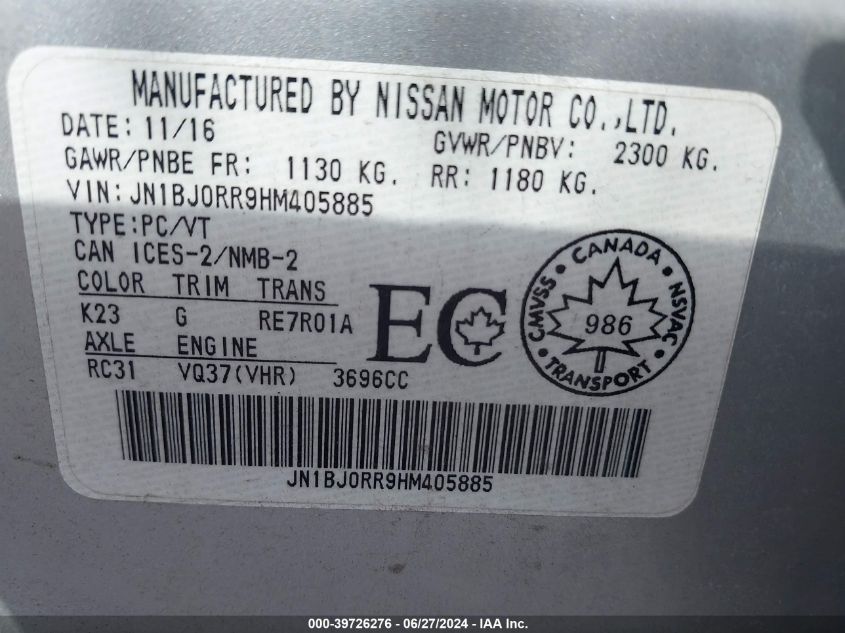 MANUFACTURED BY NISSAN MOTOR CO.,LTD.
DATE: 11/16 GVWR/PNBV: 2300 KG.
GAWR/PNBE FR: 1130 KG. RR: 1180 KG.
VIN: JN1BJ0RR9HM405885
TYPE:PC/VT
CAN ICES-2/NMB-2
COLOR TRIM TRANS
K23 G RE7R01A
AXLE ENGINE
RC31 VQ37(VHR) 3696CC
EC
CMVSS • CANADA • NSVAC • TRANSPORT •
986
JN1BJ0RR9HM405885
000-39726276 - 06/27/2024 - IAA Inc.